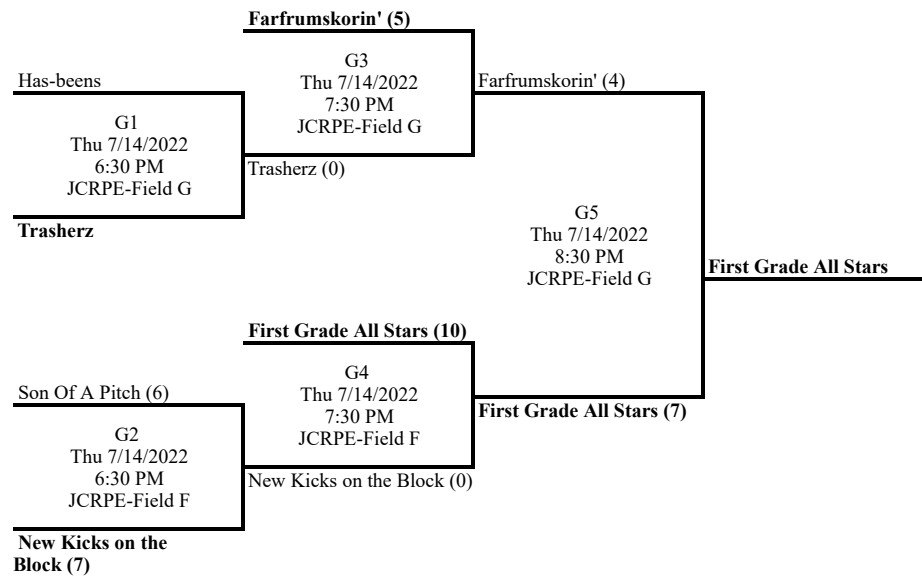 Farfrumskorin' (5)
G3
Thu 7/14/2022
7:30 PM
JCRPE-Field G
Has-beens
Farfrumskorin' (4)
G1
Thu 7/14/2022
6:30 PM
JCRPE-Field G
Trasherz (0)
Trasherz
G5
Thu 7/14/2022
8:30 PM
JCRPE-Field G
First Grade All Stars
First Grade All Stars (10)
G4
Thu 7/14/2022
7:30 PM
JCRPE-Field F
Son Of A Pitch (6)
First Grade All Stars (7)
G2
Thu 7/14/2022
6:30 PM
JCRPE-Field F
New Kicks on the Block (0)
New Kicks on the
Block (7)